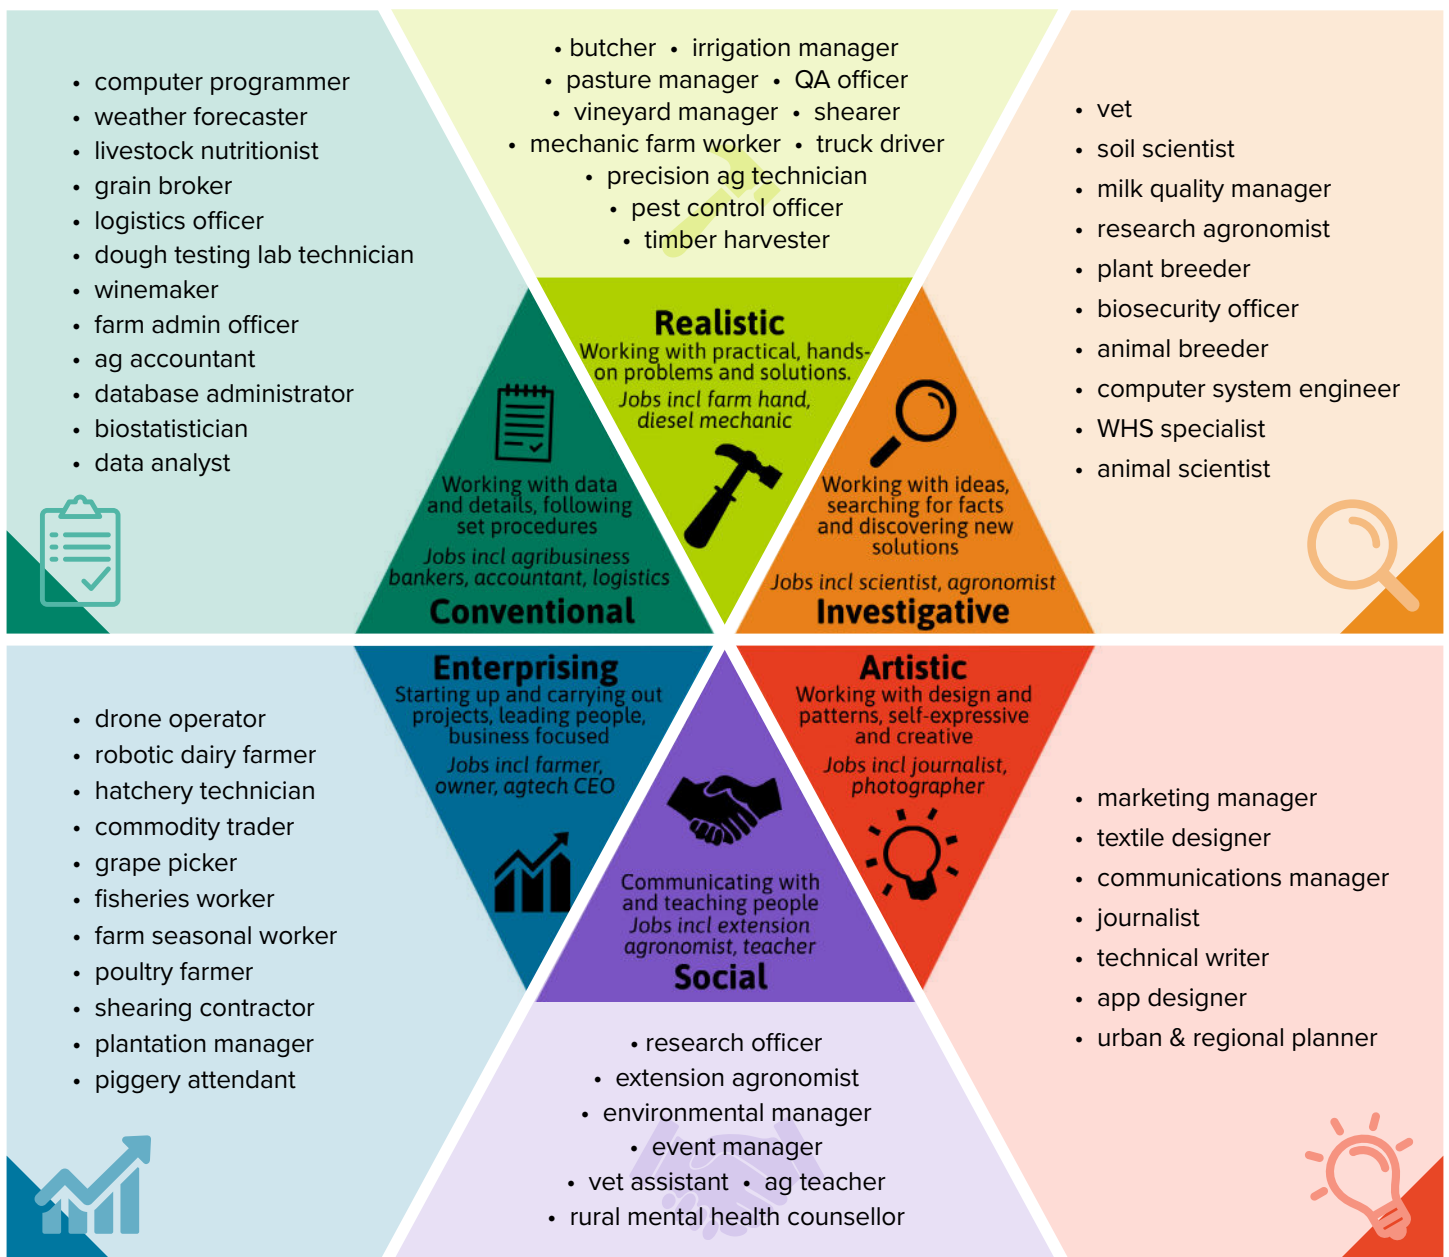 • computer programmer
• weather forecaster
• livestock nutritionist
• grain broker
• logistics officer
• dough testing lab technician
• winemaker
• farm admin officer
• ag accountant
• database administrator
• biostatistician
• data analyst
• butcher • irrigation manager
• pasture manager • QA officer
• vineyard manager • shearer
• mechanic farm worker • truck driver
• precision ag technician
• pest control officer
• timber harvester
• vet
• soil scientist
• milk quality manager
• research agronomist
• plant breeder
• biosecurity officer
• animal breeder
• computer system engineer
• WHS specialist
• animal scientist
Realistic
Working with practical, hands-
on problems and solutions.
Jobs incl farm hand,
diesel mechanic
Working with data
and details, following
set procedures
Jobs incl agribusiness
bankers, accountant, logistics
Conventional
Working with ideas,
searching for facts
and discovering new
solutions
Jobs incl scientist, agronomist
Investigative
Enterprising
Starting up and carrying out
projects, leading people,
business focused
Jobs incl farmer,
owner, agtech CEO
Artistic
Working with design and
patterns, self-expressive
and creative
Jobs incl journalist,
photographer
Communicating with
and teaching people
Jobs incl extension
agronomist, teacher
Social
• drone operator
• robotic dairy farmer
• hatchery technician
• commodity trader
• grape picker
• fisheries worker
• farm seasonal worker
• poultry farmer
• shearing contractor
• plantation manager
• piggery attendant
• research officer
• extension agronomist
• environmental manager
• event manager
• vet assistant • ag teacher
• rural mental health counsellor
• marketing manager
• textile designer
• communications manager
• journalist
• technical writer
• app designer
• urban & regional planner